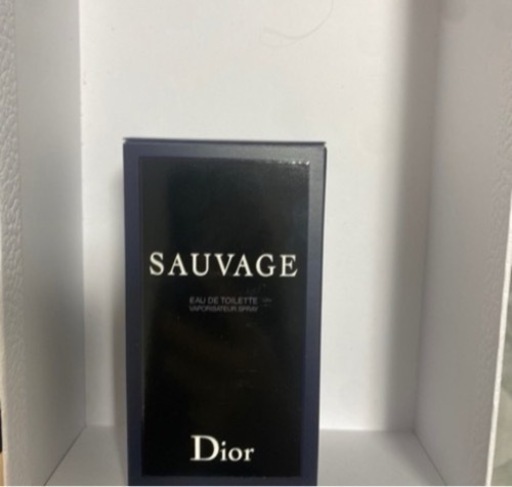 SAUVAGE
EAU DE TOILETTE
VAPORISATEUR SPRAY
Dior